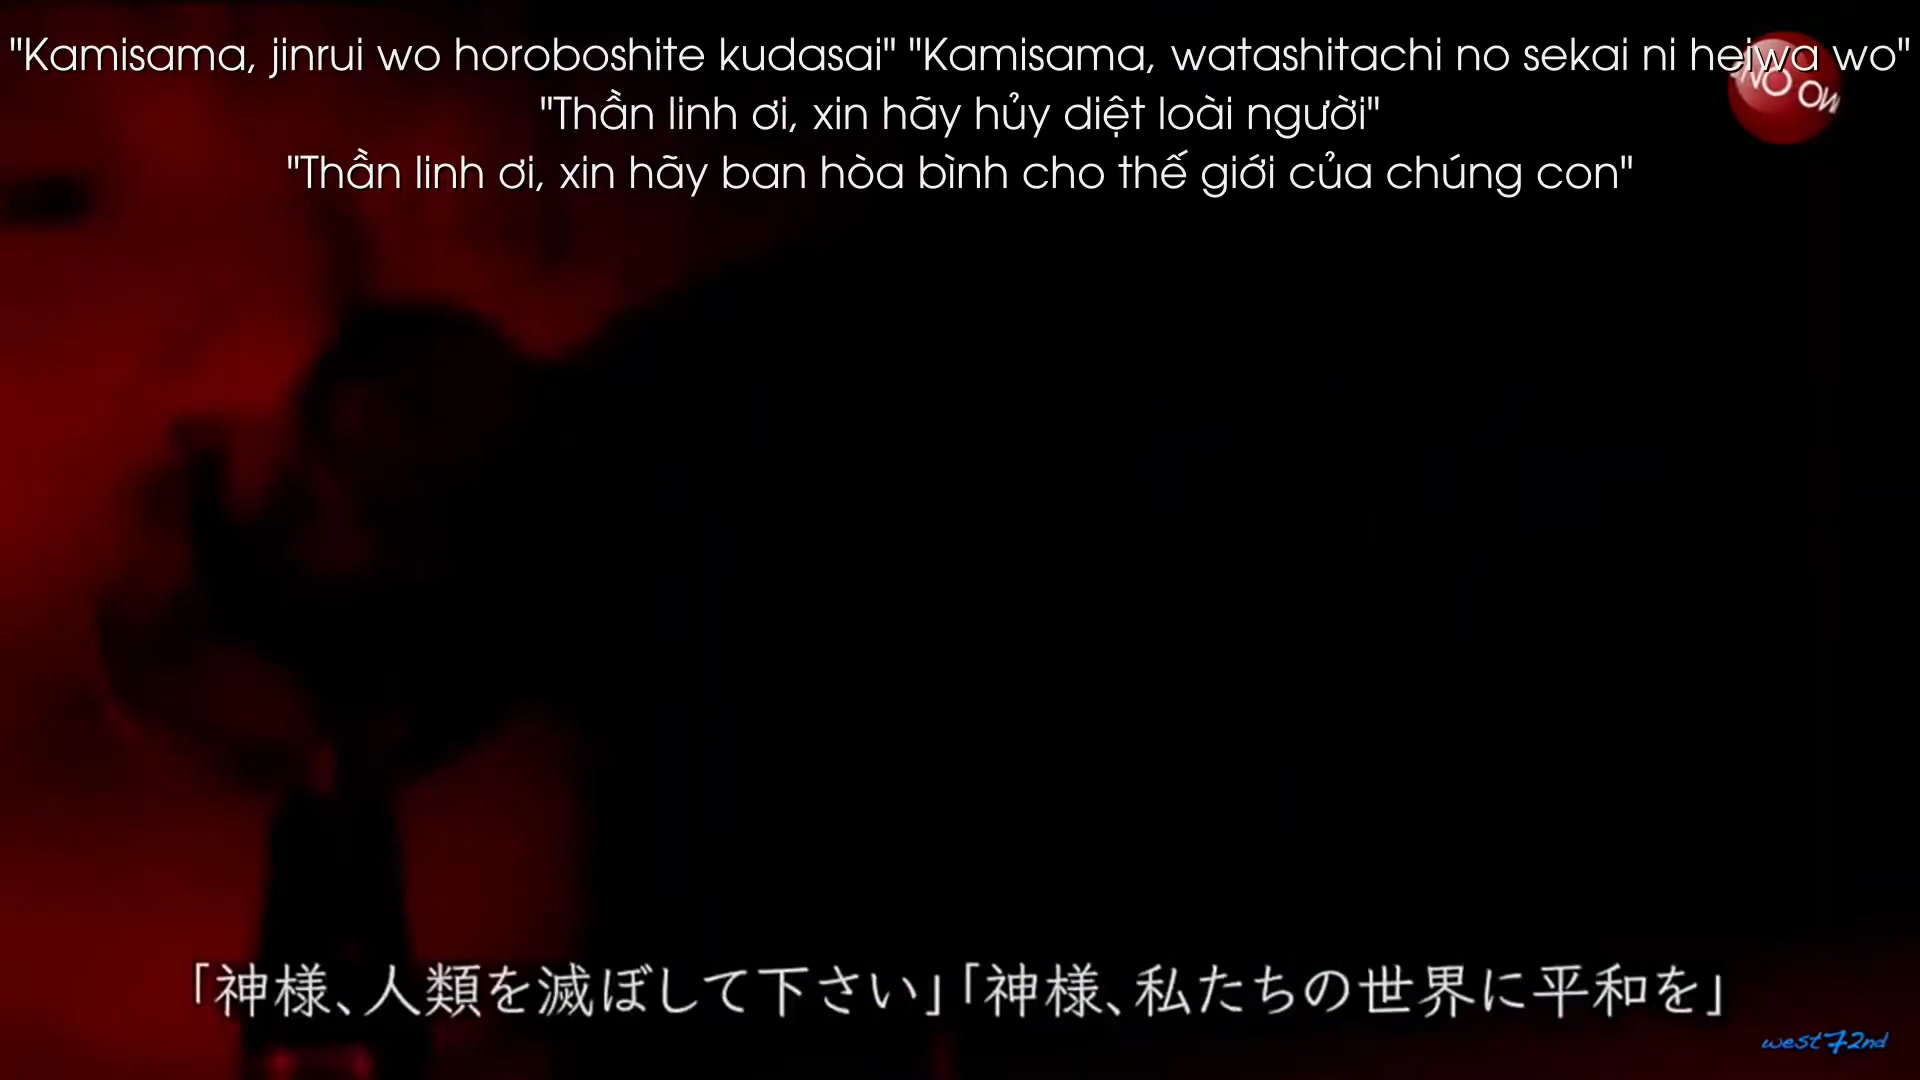 "Kamisama, jinrui wo horoboshite kudasai" "Kamisama, watashitachi no sekai ni heiwa wo"
"Thần linh ơi, xin hãy hủy diệt loài người"
"Thần linh ơi, xin hãy ban hòa bình cho thế giới của chúng con"
「神様、人類を滅ぼして下さい」「神様、私たちの世界に平和を」
west72nd